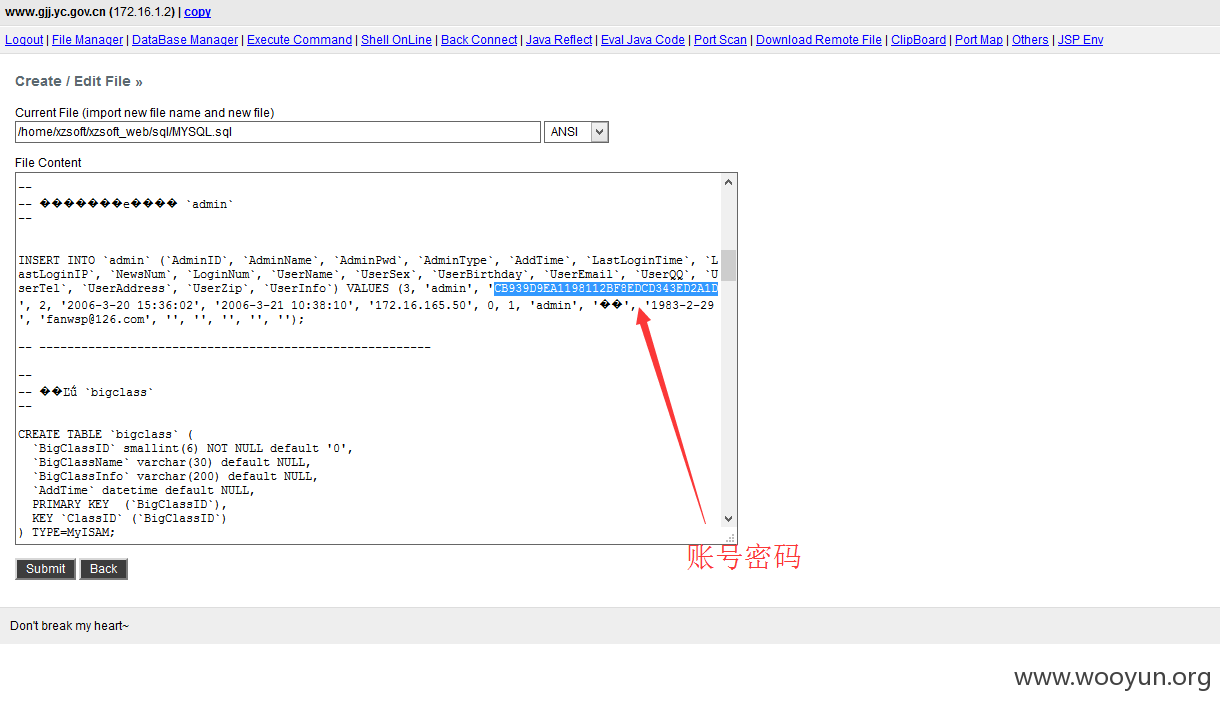 www.gjj.yc.gov.cn (172.16.1.2) | copy
Logout | File Manager | DataBase Manager | Execute Command | Shell OnLine | Back Connect | Java Reflect | Eval Java Code | Port Scan | Download Remote File | ClipBoard | Port Map | Others | JSP Env
Create / Edit File »
Current File (import new file name and new file)
/home/xzsoft/xzsoft_web/sql/MYSQL.sql ANSI
File Content
--
-- �������e���� `admin`
--
INSERT INTO `admin` (`AdminID`, `AdminName`, `AdminPwd`, `AdminType`, `AddTime`, `LastLoginTime`, `L
astLoginIP`, `NewsNum`, `LoginNum`, `UserName`, `UserSex`, `UserBirthday`, `UserEmail`, `UserQQ`, `U
serTel`, `UserAddress`, `UserZip`, `UserInfo`) VALUES (3, 'admin', 'CB939D9EA1198112BF8EDCD343ED2A1D
', 2, '2006-3-20 15:36:02', '2006-3-21 10:38:10', '172.16.165.50', 0, 1, 'admin', '��', '1983-2-29
', 'fanwsp@126.com', '', '', '', '', '');
-- --------------------------------------------------------
--
-- ��Ľű `bigclass`
--
CREATE TABLE `bigclass` (
`BigClassID` smallint(6) NOT NULL default '0',
`BigClassName` varchar(30) default NULL,
`BigClassInfo` varchar(200) default NULL,
`AddTime` datetime default NULL,
PRIMARY KEY  (`BigClassID`),
KEY `ClassID` (`BigClassID`)
) TYPE=MyISAM;
账号密码
Submit Back
Don't break my heart~
www.wooyun.org